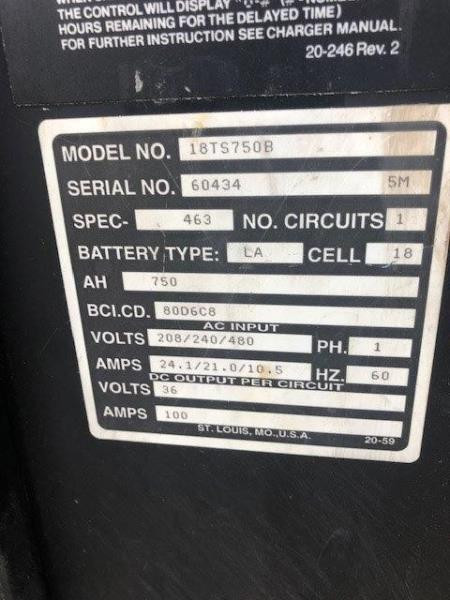 THE CONTROL WILL DISPLAY
HOURS REMAINING FOR THE DELAYED TIME)
FOR FURTHER INSTRUCTION SEE CHARGER MANUAL.
20-246 Rev. 2
MODEL NO. 18TS750B
SERIAL NO. 60434 5M
SPEC- 463 NO. CIRCUITS 1
BATTERY TYPE: LA CELL 18
AH 750
BCI.CD. 80D6C8
AC INPUT
VOLTS 208/240/480 PH. 1
AMPS 24.1/21.0/10.5 HZ. 60
DC OUTPUT PER CIRCUIT
VOLTS 36
AMPS 100
ST. LOUIS, MO., U.S.A. 20-59